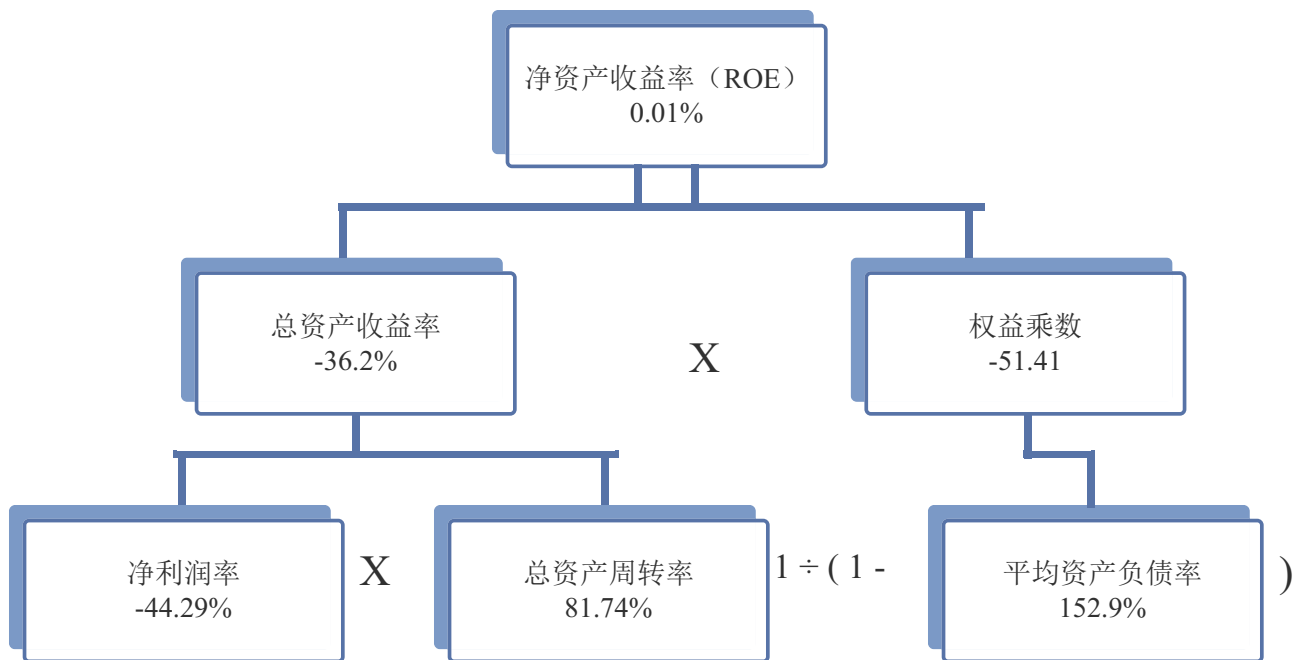 净资产收益率（ROE）
0.01%
总资产收益率
-36.2%
X
权益乘数
-51.41
净利润率
-44.29%
X
总资产周转率
81.74%
1 ÷ ( 1 -
平均资产负债率
152.9%
)